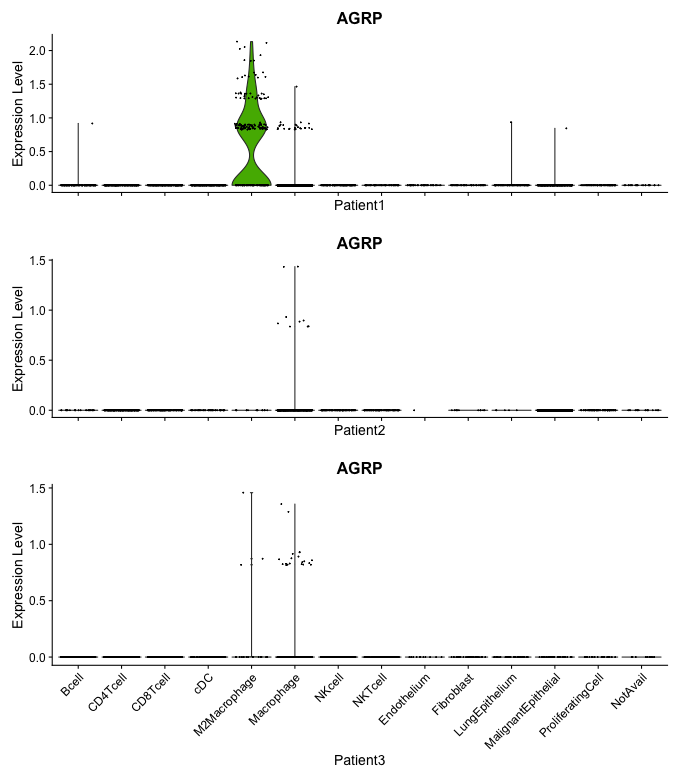 AGRP
Expression Level
2.0
1.5
1.0
0.5
0.0
Patient1
AGRP
Expression Level
1.5
1.0
0.5
0.0
Patient2
AGRP
Expression Level
1.5
1.0
0.5
0.0
Bcell
CD4Tcell
CD8Tcell
cDC
M2Macrophage
Macrophage
NKcell
NKTcell
Endothelium
Fibroblast
LungEpithelium
MalignantEpithelial
ProliferatingCell
NotAvail
Patient3